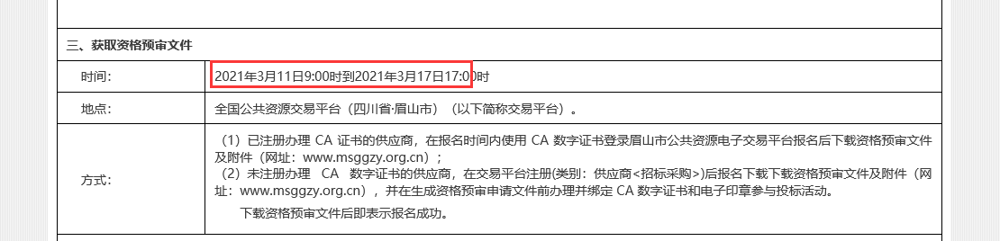 三、获取资格预审文件
时间：
2021年3月11日9:00时到2021年3月17日17:00时
地点：
全国公共资源交易平台（四川省·眉山市）（以下简称交易平台）。
方式：
（1）已注册办理 CA 证书的供应商，在报名时间内使用 CA 数字证书登录眉山市公共资源电子交易平台报名后下载资格预审文件
及附件（网址：www.msggzy.org.cn）；
（2）未注册办理 CA 数字证书的供应商，在交易平台注册(类别：供应商<招标采购>)后报名下载下载资格预审文件及附件（网
址：www.msggzy.org.cn），并在生成资格预审申请文件前办理并绑定 CA 数字证书和电子印章参与投标活动。
下载资格预审文件后即表示报名成功。